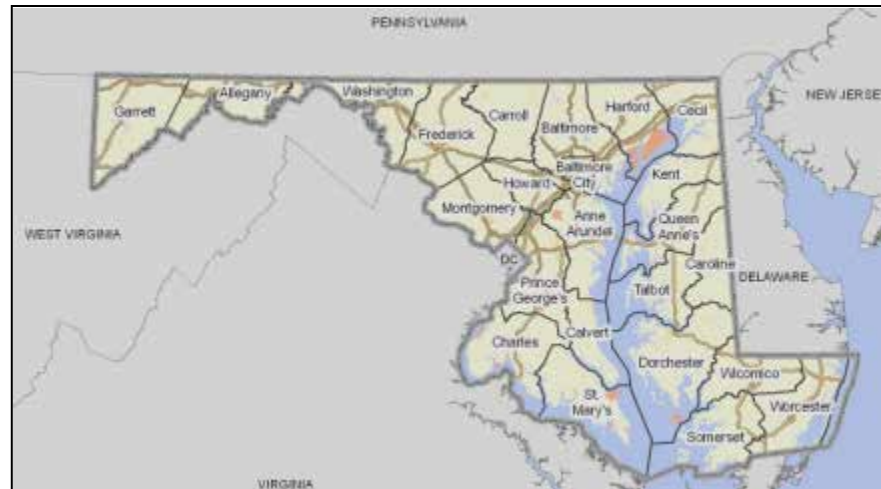 PENNSYLVANIA
NEW JERSE
WEST VIRGINIA
DELAWARE
VIRGINIA
Garrett
Allegany
Washington
Frederick
Carroll
Baltimore
Harford
Cecil
Baltimore
City
Howard
Montgomery
Kent
Anne
Arundel
Queen
Anne's
DC
Caroline
Talbot
Prince
George's
Calvert
Charles
Dorchester
St.
Mary's
Wicomico
Worcester
Somerset